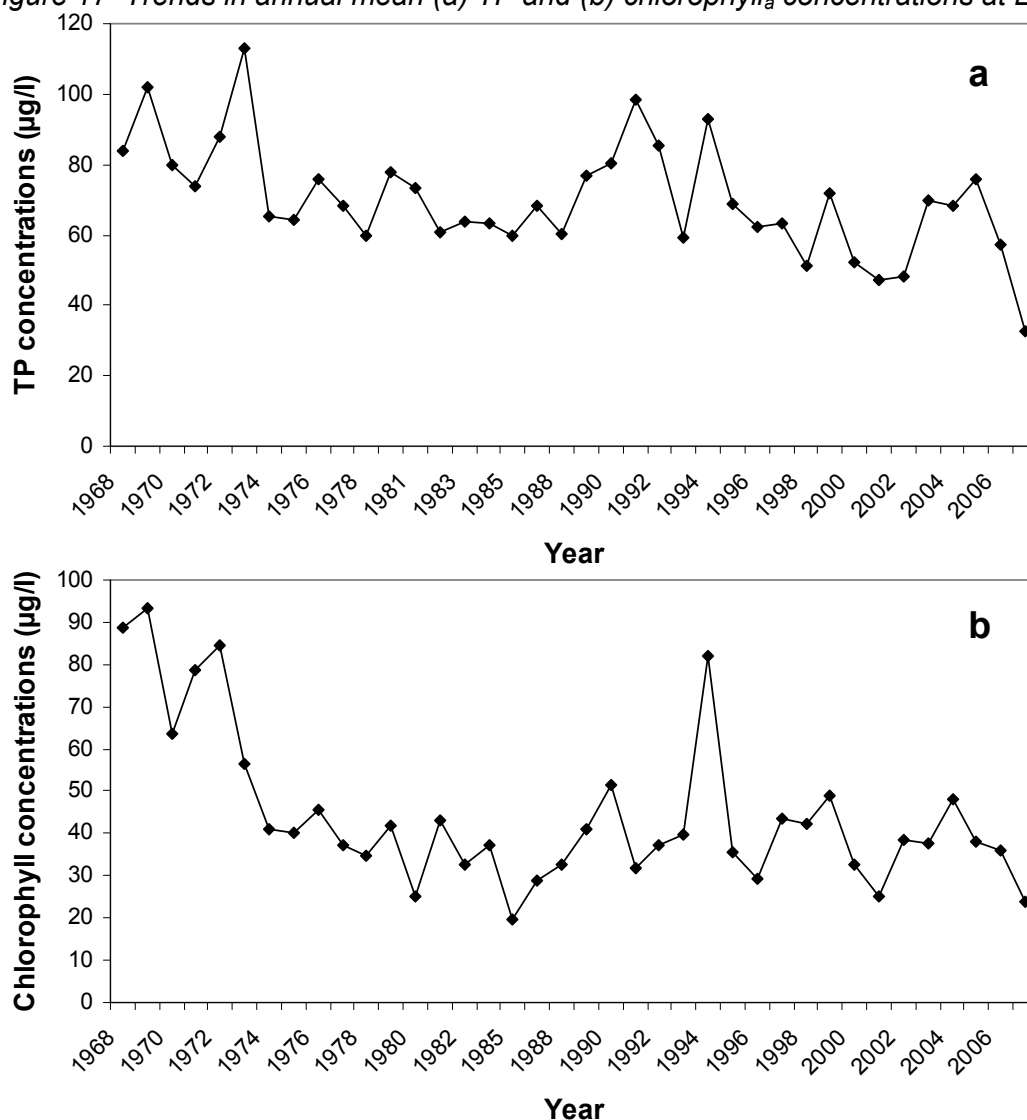 Trends in annual mean (a) TP and (b) chlorophyllₐ concentrations at
120
100
80
60
40
20
0
TP concentrations (µg/l)
a
1968 1970 1972 1974 1976 1978 1981 1983 1985 1988 1990 1992 1994 1996 1998 2000 2002 2004 2006
Year
100
90
80
70
60
50
40
30
20
10
0
Chlorophyll concentrations (µg/l)
b
1968 1970 1972 1974 1976 1978 1980 1982 1985 1988 1990 1992 1994 1996 1998 2000 2002 2004 2006
Year